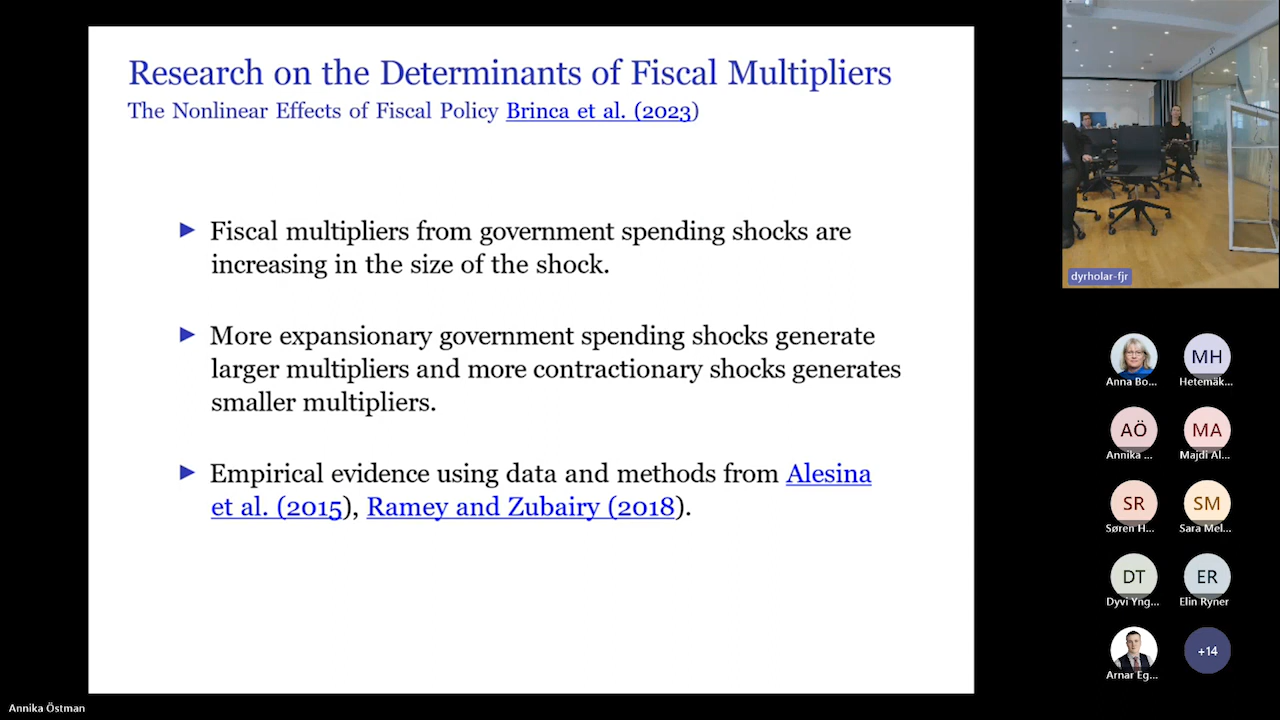 Research on the Determinants of Fiscal Multipliers
The Nonlinear Effects of Fiscal Policy Brinca et al. (2023)
▶ Fiscal multipliers from government spending shocks are
increasing in the size of the shock.
▶ More expansionary government spending shocks generate
larger multipliers and more contractionary shocks generates
smaller multipliers.
▶ Empirical evidence using data and methods from Alesina
et al. (2015), Ramey and Zubairy (2018).
dyrholar-fjr
MH
Anna Bo... Hetemäk...
AÖ MA
Annika ... Majdi Al...
SR SM
Søren H... Sara Mel...
DT ER
Dyvi Yng... Elin Ryner
+14
Arnar Eg...
Annika Östman